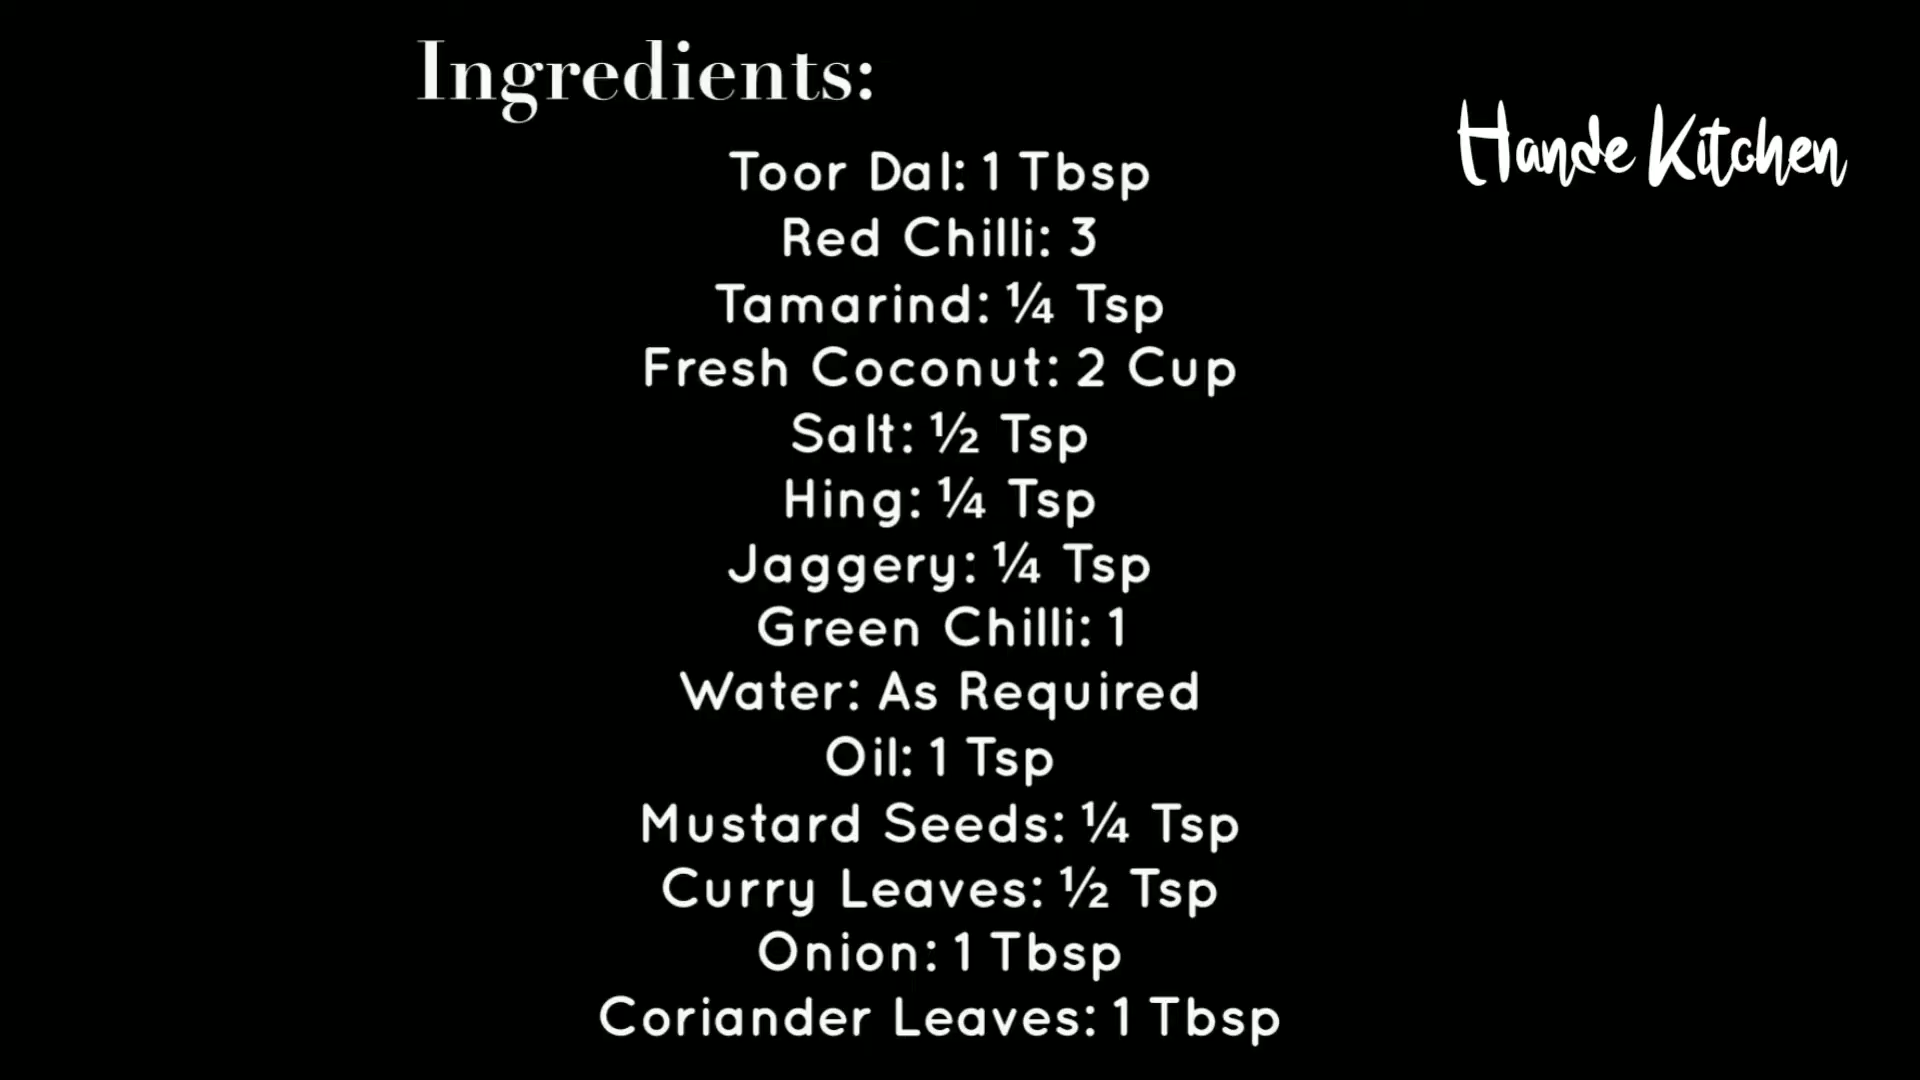 Ingredients:
Hande Kitchen
Toor Dal: 1 Tbsp
Red Chilli: 3
Tamarind: ¼ Tsp
Fresh Coconut: 2 Cup
Salt: ½ Tsp
Hing: ¼ Tsp
Jaggery: ¼ Tsp
Green Chilli: 1
Water: As Required
Oil: 1 Tsp
Mustard Seeds: ¼ Tsp
Curry Leaves: ½ Tsp
Onion: 1 Tbsp
Coriander Leaves: 1 Tbsp